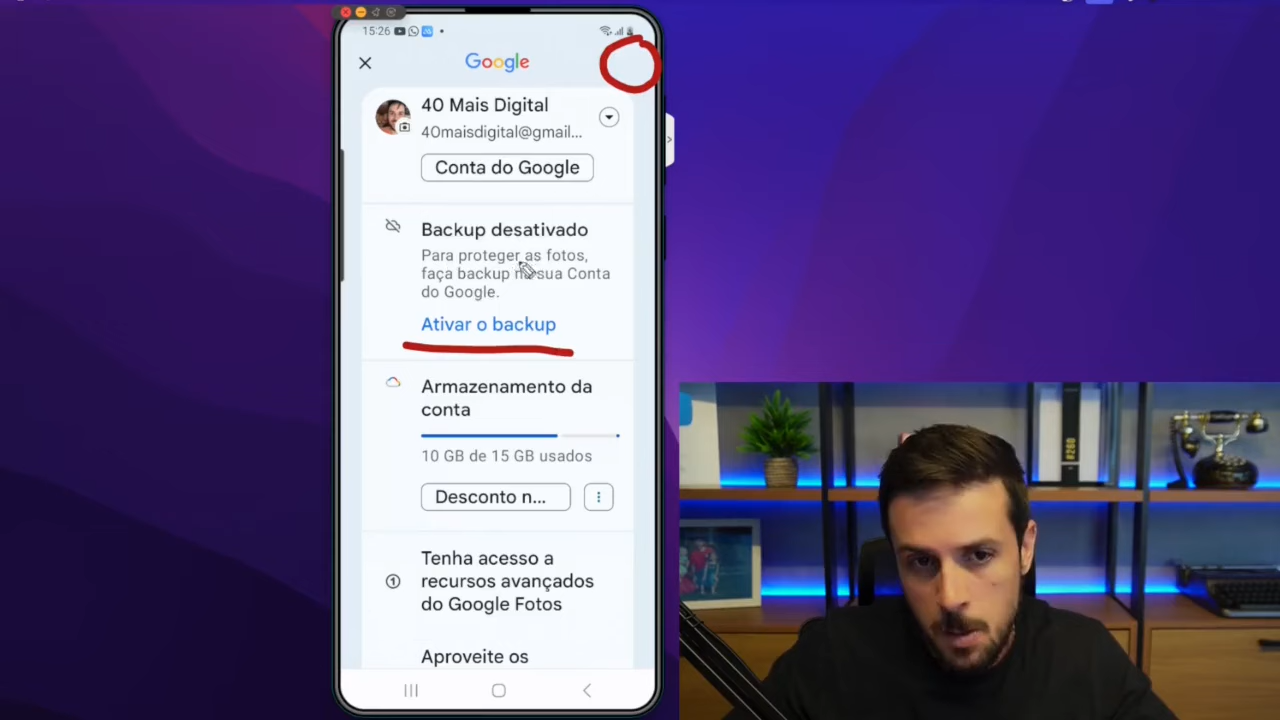 15:26
Google
40 Mais Digital
40maisdigital@gmail...
Conta do Google
Backup desativado
Para proteger as fotos,
faça backup na sua Conta
do Google.
Ativar o backup
Armazenamento da
conta
10 GB de 15 GB usados
Desconto n...
Tenha acesso a
recursos avançados
do Google Fotos
Aproveite os
#260